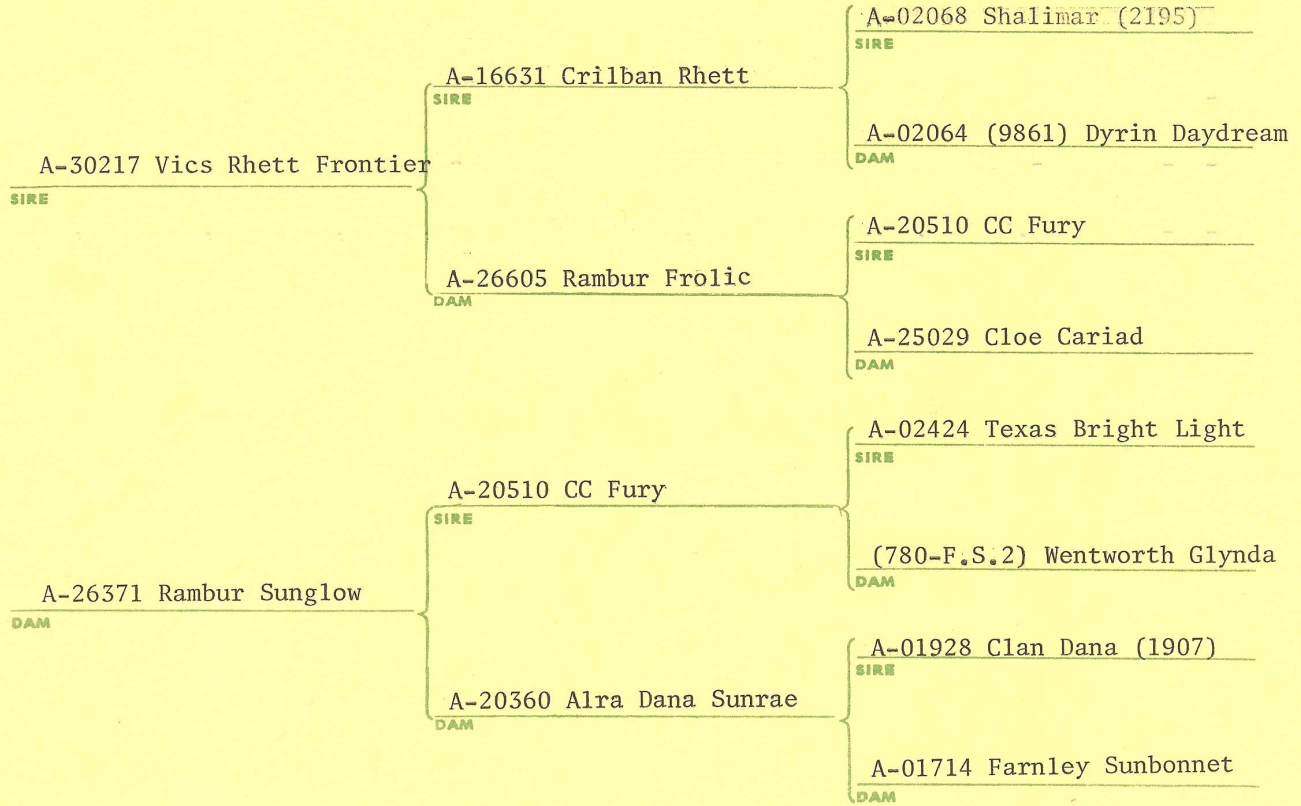 A-02068 Shalimar (2195)
SIRE
A-16631 Crilban Rhett
SIRE
A-02064 (9861) Dyrin Daydream
DAM
A-30217 Vics Rhett Frontier
SIRE
A-20510 CC Fury
SIRE
A-26605 Rambur Frolic
DAM
A-25029 Cloe Cariad
DAM
A-02424 Texas Bright Light
SIRE
A-20510 CC Fury
SIRE
(780-F.S.2) Wentworth Glynda
DAM
A-26371 Rambur Sunglow
DAM
A-01928 Clan Dana (1907)
SIRE
A-20360 Alra Dana Sunrae
DAM
A-01714 Farnley Sunbonnet
DAM